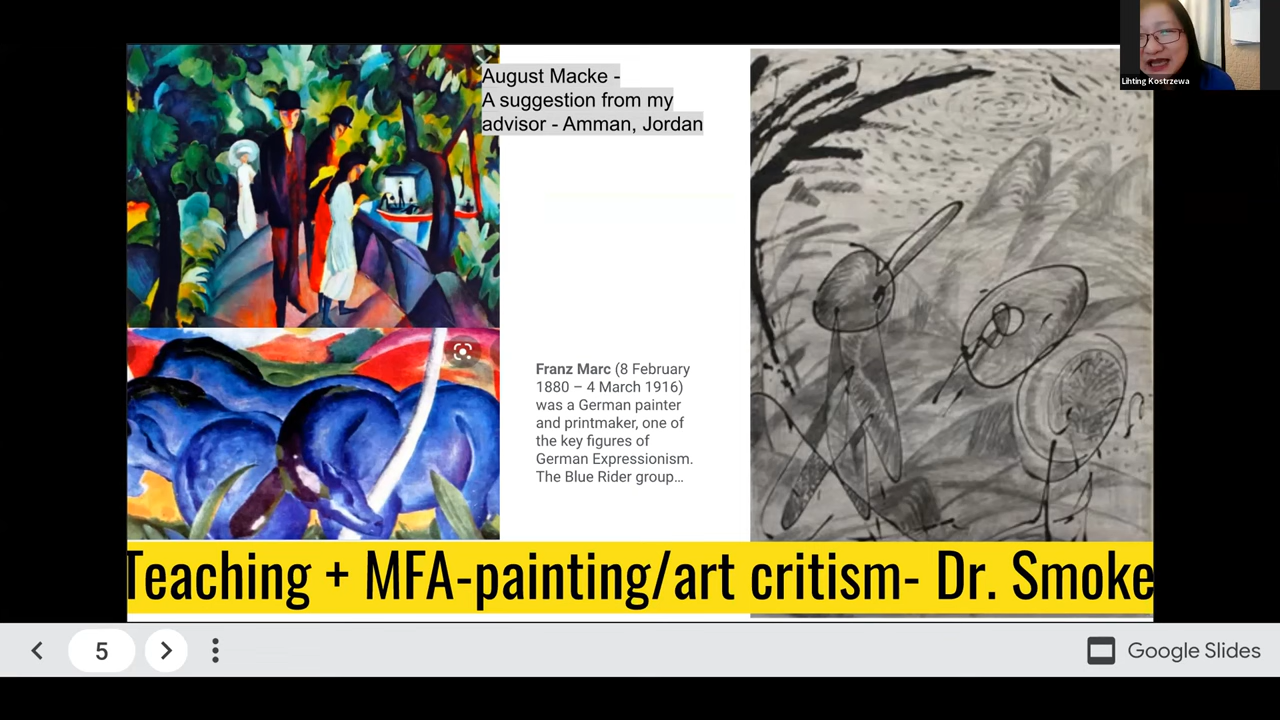 Lihting Kostrzewa
August Macke -
A suggestion from my
advisor - Amman, Jordan
Franz Marc (8 February
1880 – 4 March 1916)
was a German painter
and printmaker, one of
the key figures of
German Expressionism.
The Blue Rider group...
Teaching + MFA-painting/art critism- Dr. Smoke
5
Google Slides